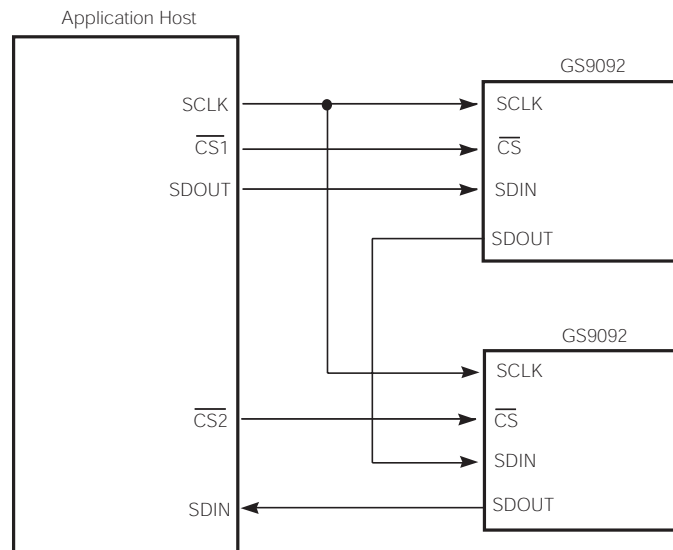 Application Host
SCLK
CS1
SDOUT
CS2
SDIN
GS9092
SCLK
CS
SDIN
SDOUT
GS9092
SCLK
CS
SDIN
SDOUT